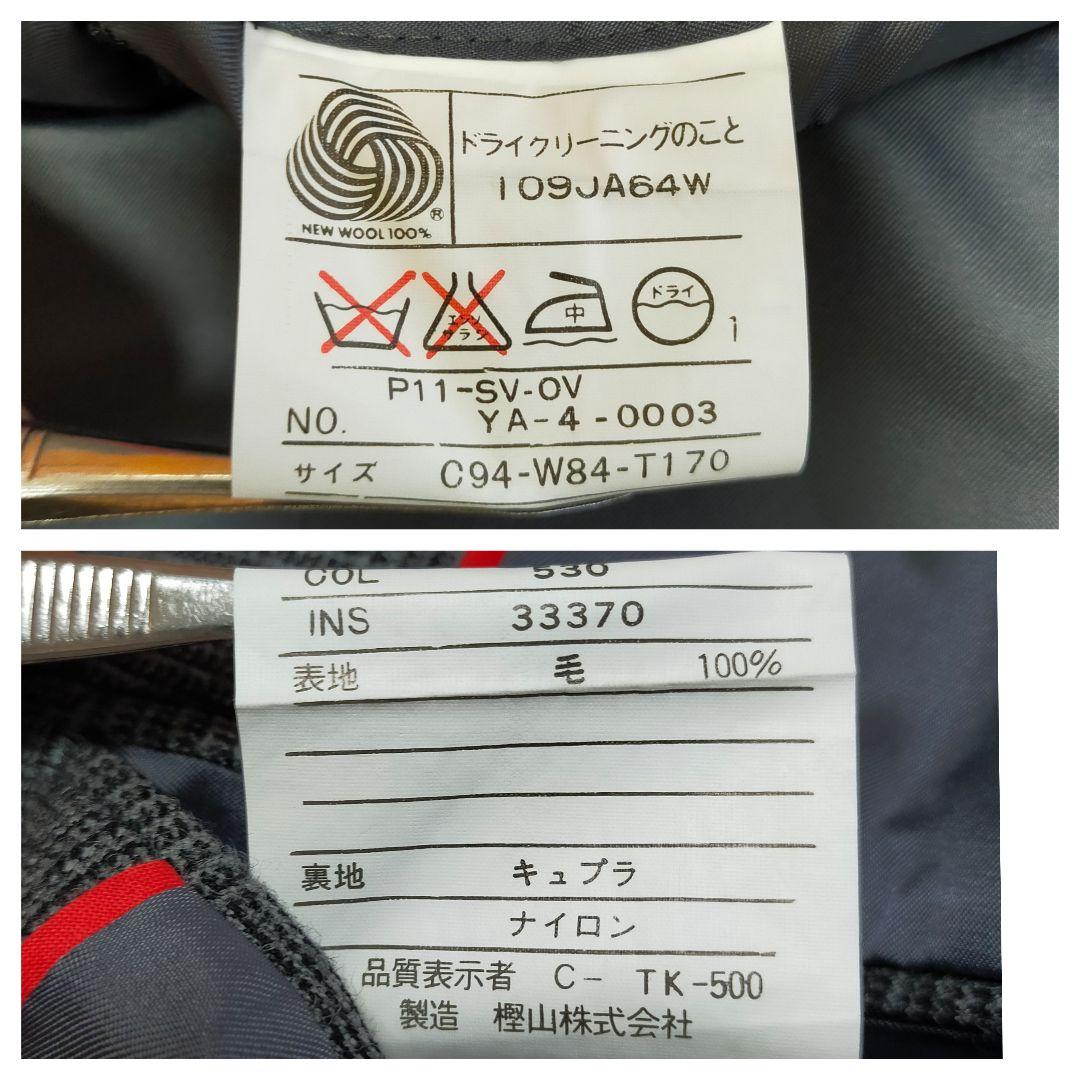 ドライクリーニングのこと
109JA64W
®
NEW WOOL 100%
エンソ
サラシ
中
ドライ
1
P11-SV-OV
NO. YA-4-0003
サイズ C94-W84-T170
COL 530
INS 33370
表地 毛 100%
裏地 キュプラ
ナイロン
品質表示者 C- TK-500
製造 樫山株式会社